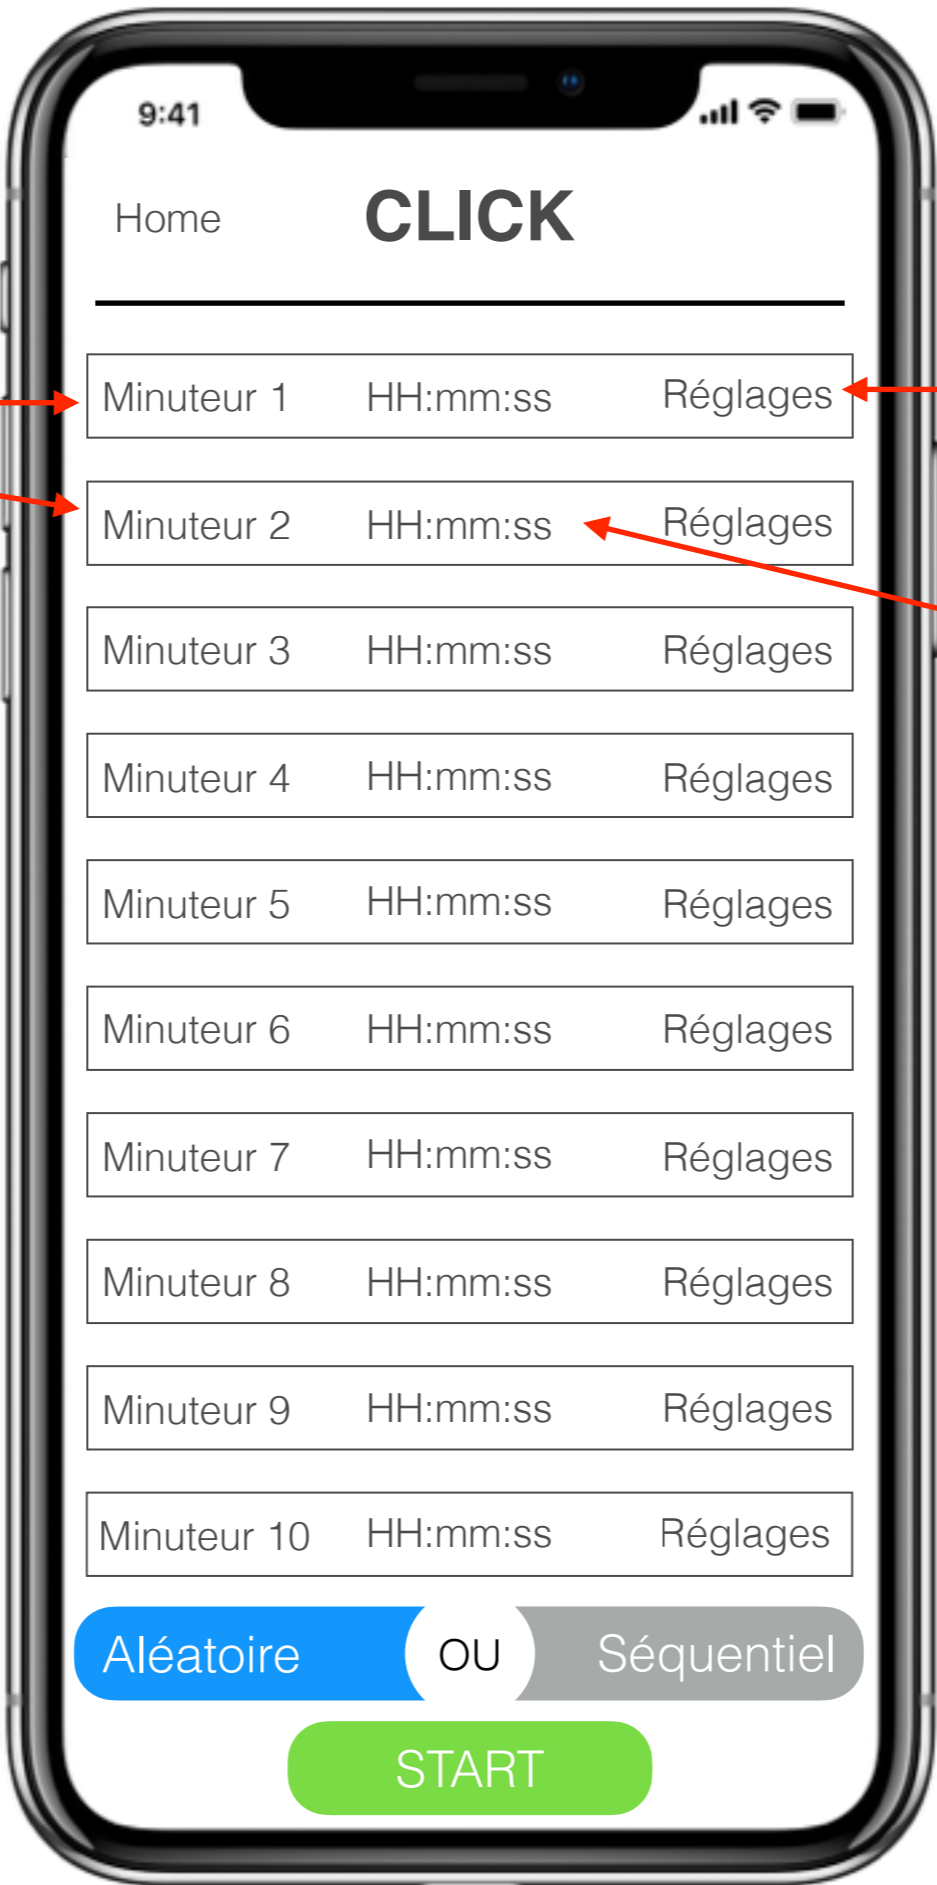 9:41
Home CLICK
Minuteur 1 HH:mm:ss Réglages
Minuteur 2 HH:mm:ss Réglages
Minuteur 3 HH:mm:ss Réglages
Minuteur 4 HH:mm:ss Réglages
Minuteur 5 HH:mm:ss Réglages
Minuteur 6 HH:mm:ss Réglages
Minuteur 7 HH:mm:ss Réglages
Minuteur 8 HH:mm:ss Réglages
Minuteur 9 HH:mm:ss Réglages
Minuteur 10 HH:mm:ss Réglages
Aléatoire OU Séquentiel
START